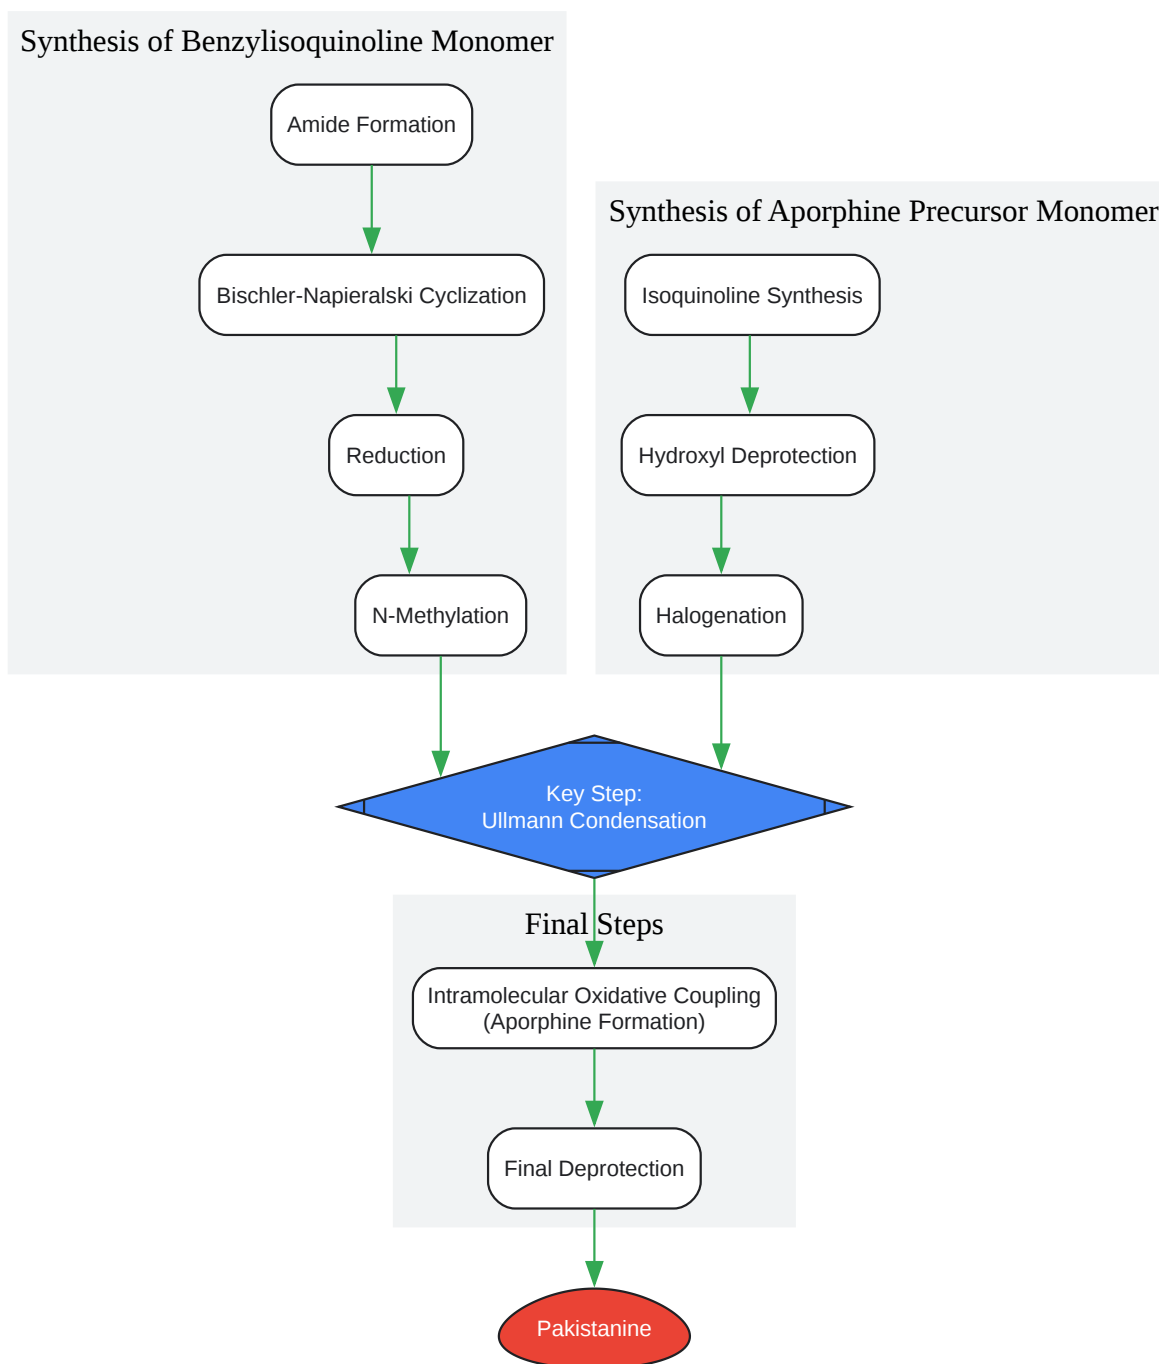 Synthesis of Benzylisoquinoline Monomer
Amide Formation
Bischler-Napieralski Cyclization
Reduction
N-Methylation
Synthesis of Aporphine Precursor Monomer
Isoquinoline Synthesis
Hydroxyl Deprotection
Halogenation
Key Step:
Ullmann Condensation
Final Steps
Intramolecular Oxidative Coupling
(Aporphine Formation)
Final Deprotection
Pakistanine